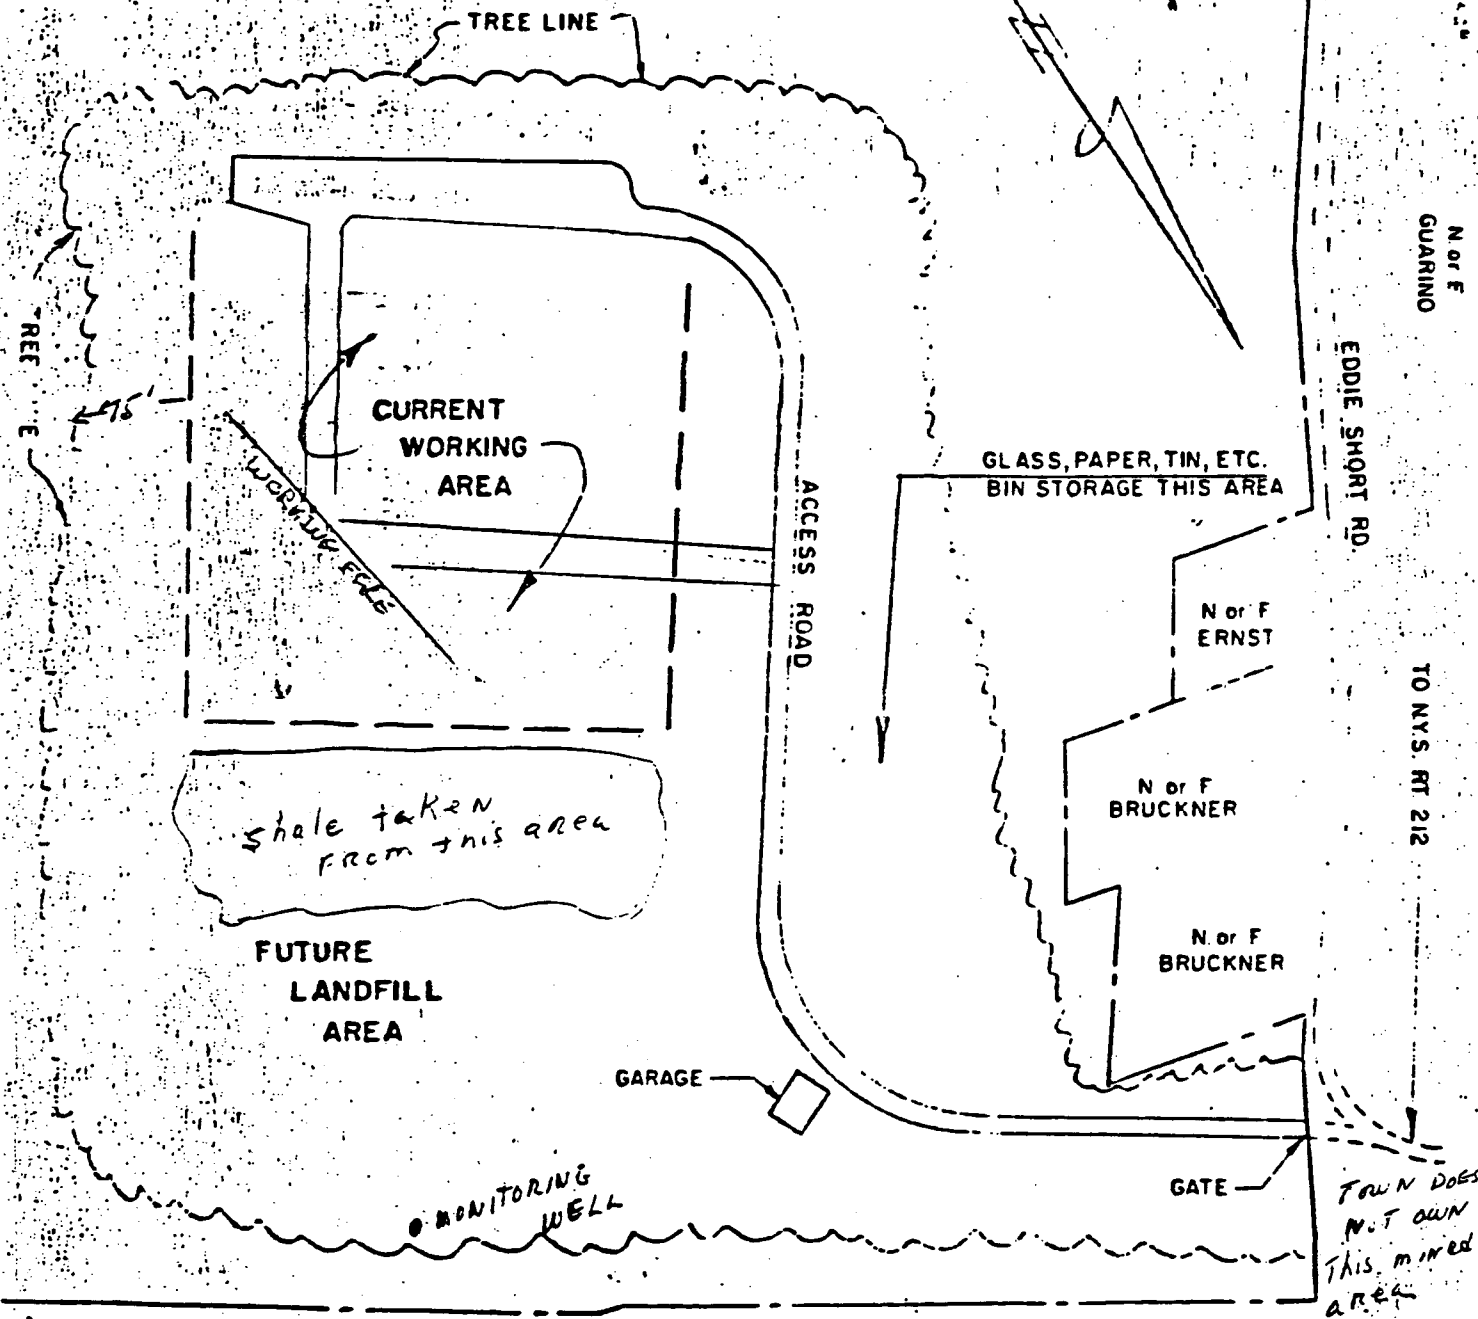 TREE LINE
N or F
GUARINO
EDDIE SHORT RD.
75'
CURRENT
WORKING
AREA
WORKING FACE
ACCESS ROAD
GLASS, PAPER, TIN, ETC.
BIN STORAGE THIS AREA
N or F
ERNST
TO N.Y.S. RT 212
N or F
BRUCKNER
Shale taken
From this area
N. or F
BRUCKNER
FUTURE
LANDFILL
AREA
GARAGE
MONITORING
WELL
GATE
TOWN DOES
NOT OWN
This mined
area